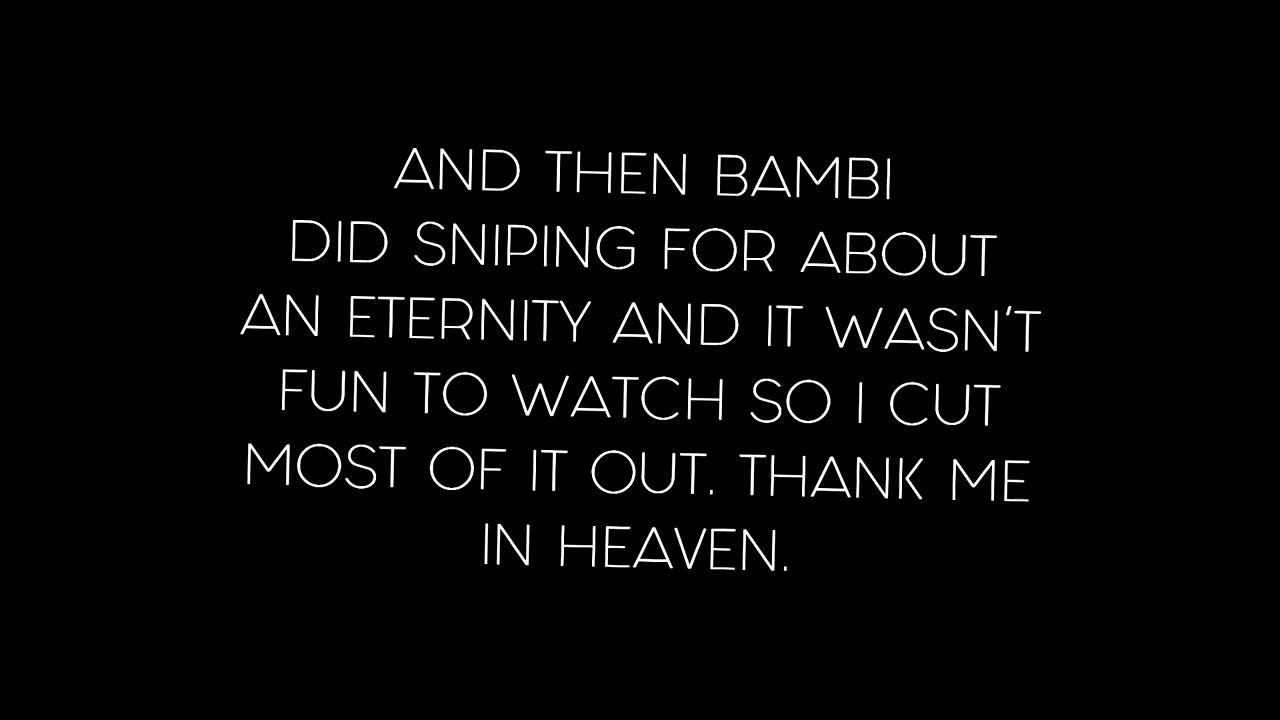 AND THEN BAMBI
DID SNIPING FOR ABOUT
AN ETERNITY AND IT WASN'T
FUN TO WATCH SO I CUT
MOST OF IT OUT. THANK ME
IN HEAVEN.